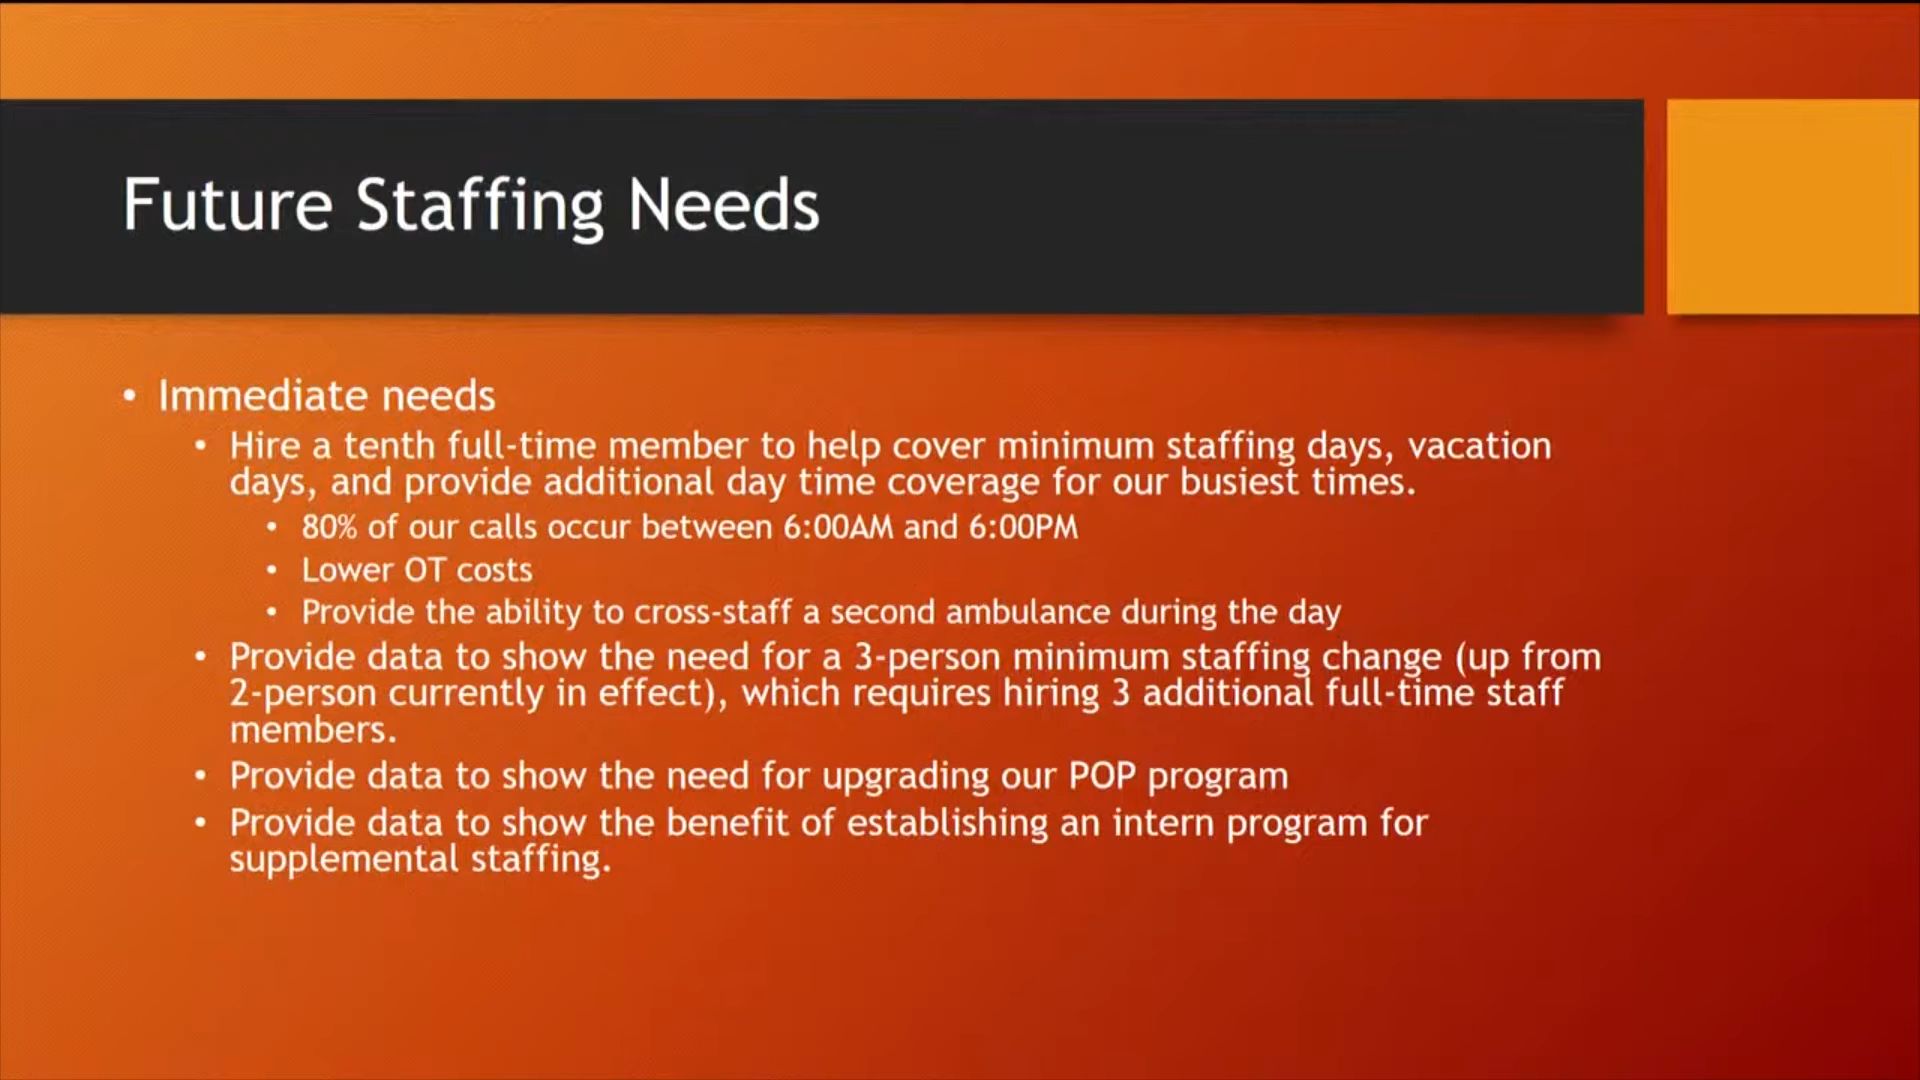 Future Staffing Needs
• Immediate needs
• Hire a tenth full-time member to help cover minimum staffing days, vacation
days, and provide additional day time coverage for our busiest times.
• 80% of our calls occur between 6:00AM and 6:00PM
• Lower OT costs
• Provide the ability to cross-staff a second ambulance during the day
• Provide data to show the need for a 3-person minimum staffing change (up from
2-person currently in effect), which requires hiring 3 additional full-time staff
members.
• Provide data to show the need for upgrading our POP program
• Provide data to show the benefit of establishing an intern program for
supplemental staffing.